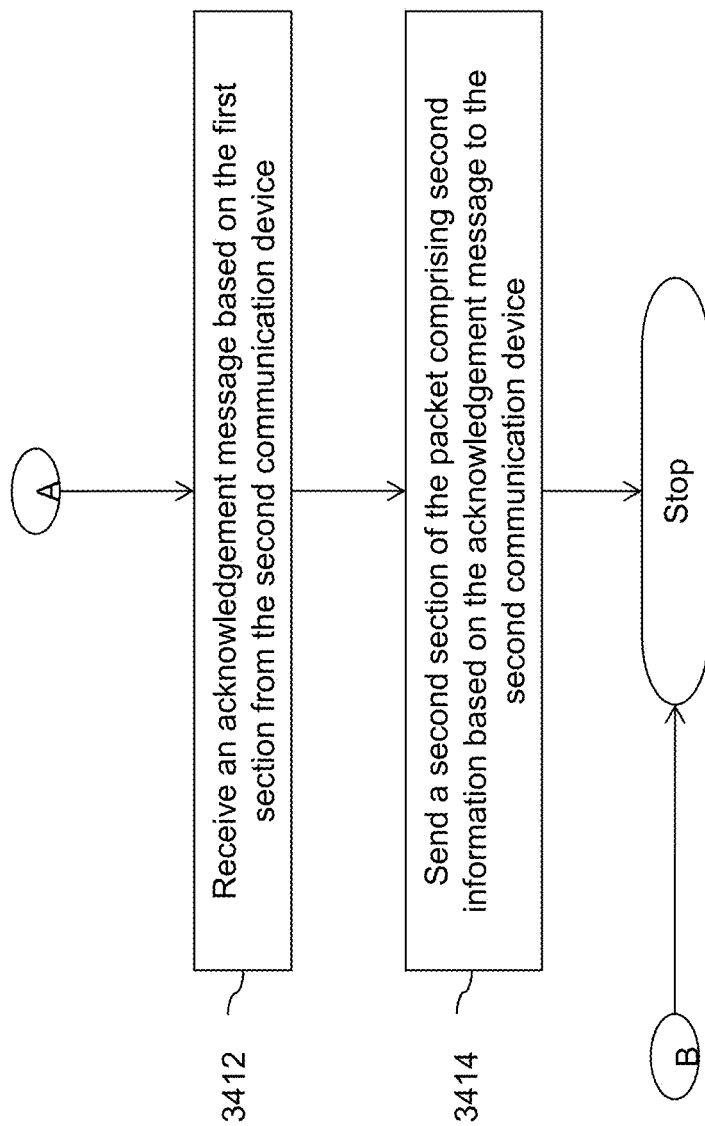 A
3412
Receive an acknowledgement message based on the first
section from the second communication device
3414
Send a second section of the packet comprising second
information based on the acknowledgement message to the
second communication device
B
Stop